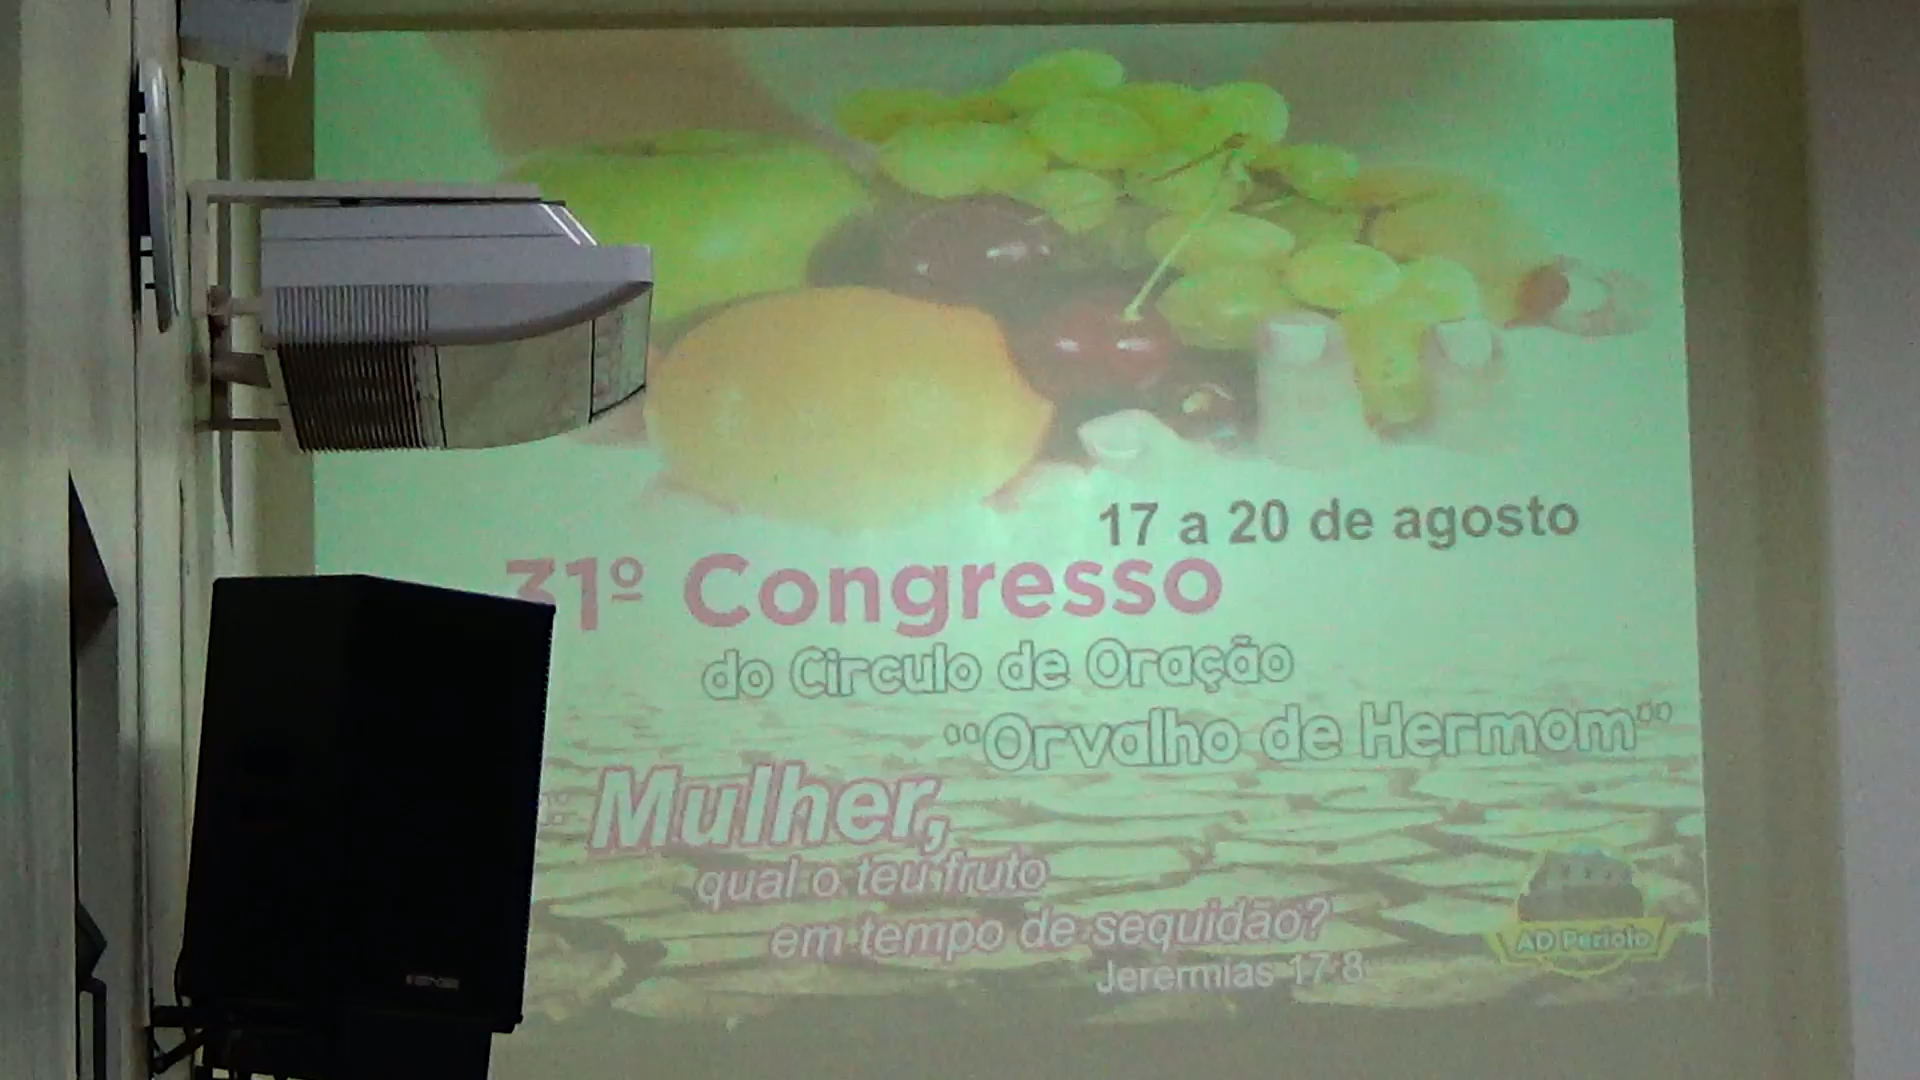 17 a 20 de agosto
31º Congresso
do Circulo de Oração
"Orvalho de Hermom"
Mulher,
qual o teu fruto
em tempo de sequidão?
Jerermias 17:8
AD Periolo